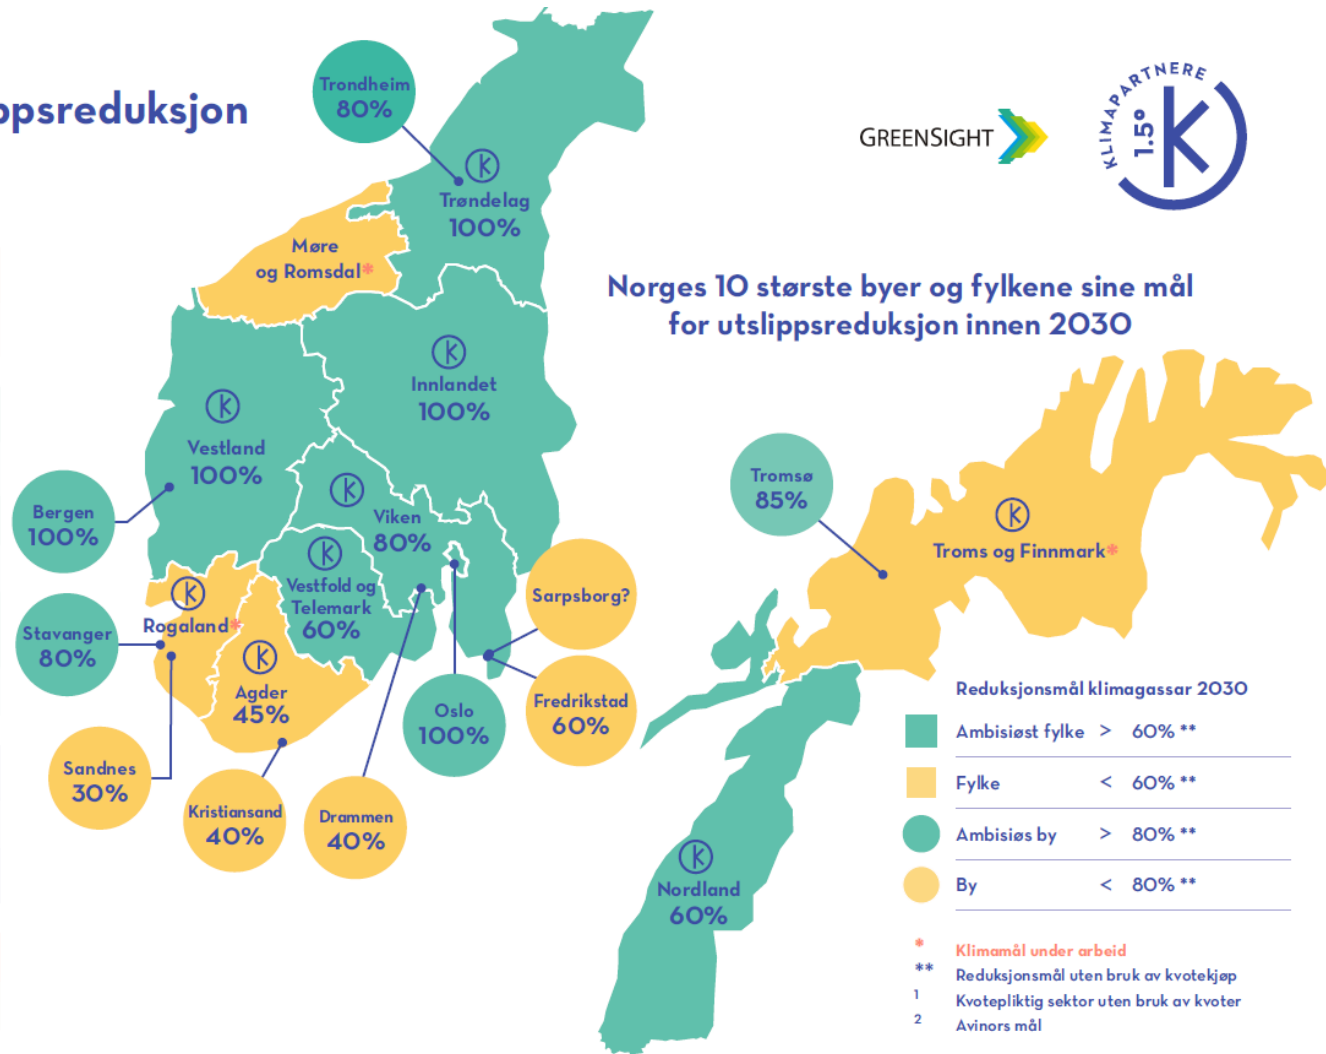 ppsreduksjon
GREENSIGHT
KLIMAPARTNERE
1.5° K
Norges 10 største byer og fylkene sine mål
for utslippsreduksjon innen 2030
Trondheim
80%
K
Trøndelag
100%
Møre
og Romsdal*
K
Innlandet
100%
K
Vestland
100%
Bergen
100%
K
Viken
80%
K
Vestfold og
Telemark
60%
K
Rogaland*
Stavanger
80%
K
Agder
45%
Sandnes
30%
Kristiansand
40%
Drammen
40%
Oslo
100%
Sarpsborg?
Fredrikstad
60%
Tromsø
85%
K
Troms og Finnmark*
K
Nordland
60%
Reduksjonsmål klimagassar 2030
Ambisiøst fylke > 60% **
Fylke < 60% **
Ambisiøs by > 80% **
By < 80% **
* Klimamål under arbeid
** Reduksjonsmål uten bruk av kvotekjøp
1 Kvotepliktig sektor uten bruk av kvoter
2 Avinors mål